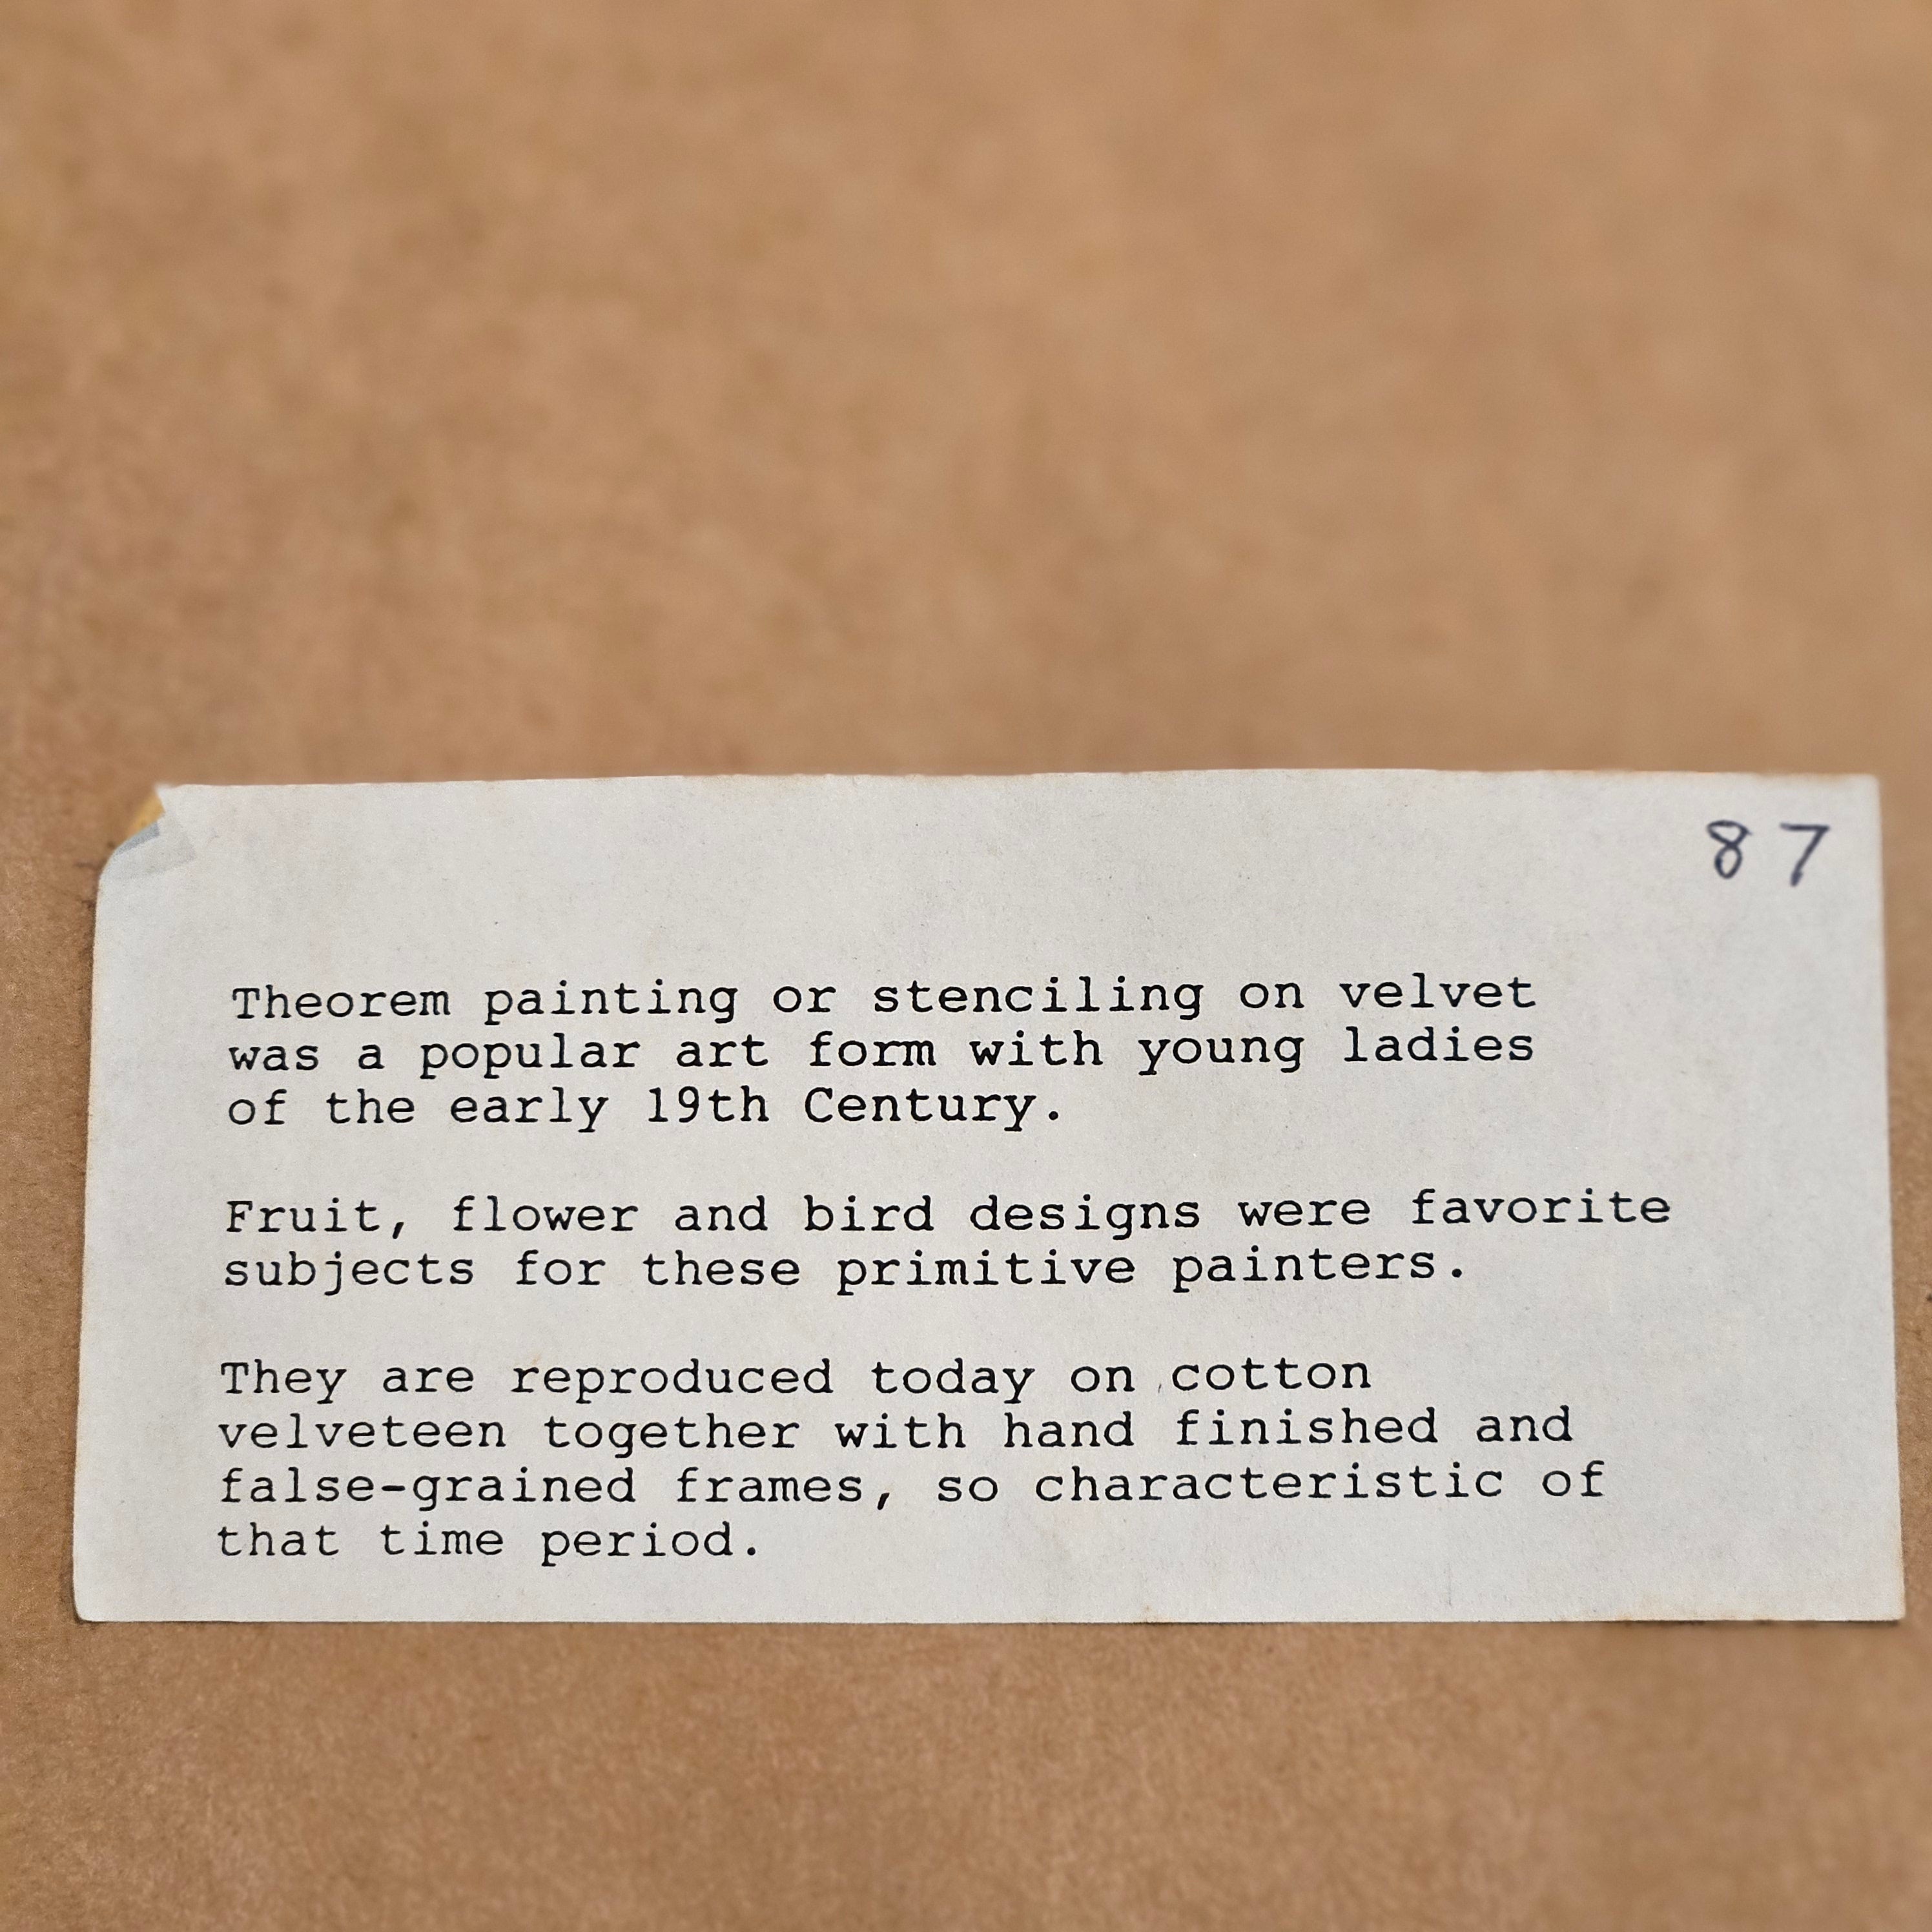 87
Theorem painting or stenciling on velvet
was a popular art form with young ladies
of the early 19th Century.
Fruit, flower and bird designs were favorite
subjects for these primitive painters.
They are reproduced today on cotton
velveteen together with hand finished and
false-grained frames, so characteristic of
that time period.